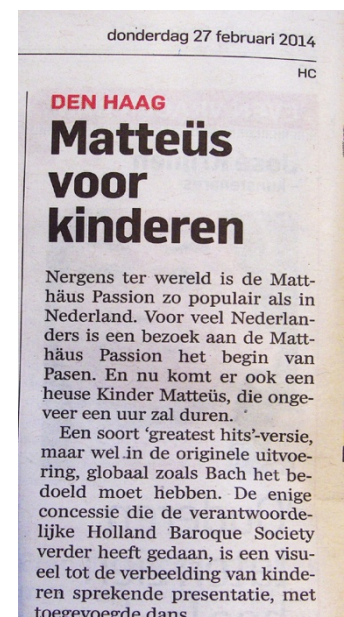 donderdag 27 februari 2014
HC
DEN HAAG
Matteüs
voor
kinderen
Nergens ter wereld is de Matt-
häus Passion zo populair als in
Nederland. Voor veel Nederlan-
ders is een bezoek aan de Matt-
häus Passion het begin van
Pasen. En nu komt er ook een
heuse Kinder Matteüs, die onge-
veer een uur zal duren.
Een soort ‘greatest hits’-versie,
maar wel in de originele uitvoe-
ring, globaal zoals Bach het be-
doeld moet hebben. De enige
concessie die de verantwoorde-
lijke Holland Baroque Society
verder heeft gedaan, is een visu-
eel tot de verbeelding van kinde-
ren sprekende presentatie, met
toegevoegde dans